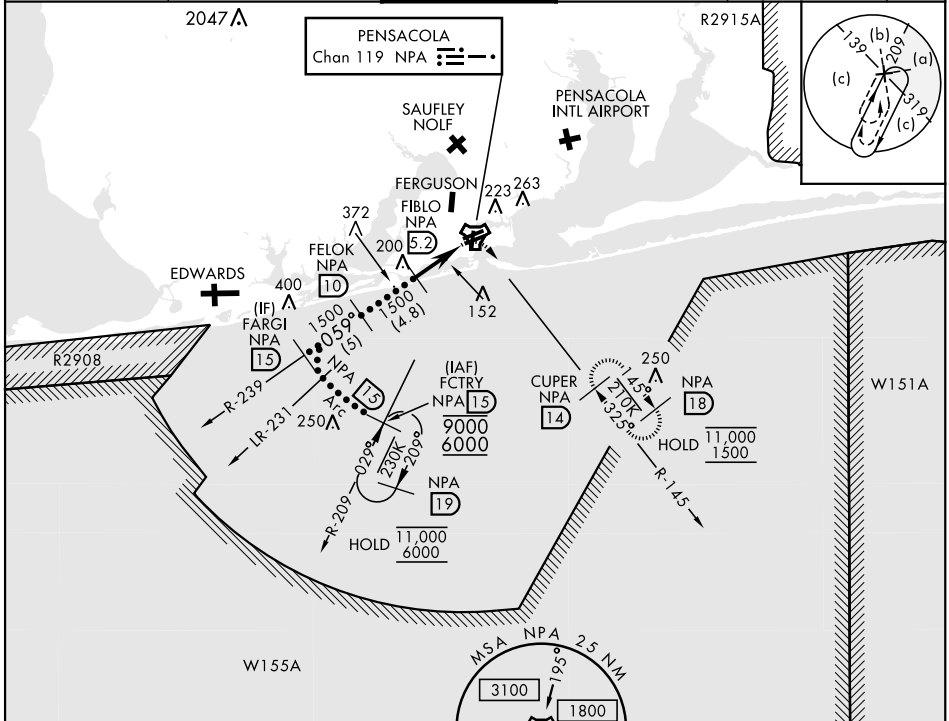 2047
R2915A
PENSACOLA
Chan 119 NPA
139
(b)
209
(a)
(c)
319
(c)
SAUFLEY
NOLF
PENSACOLA
INTL AIRPORT
FERGUSON
223
263
FIBLO
NPA
5.2
372
200
FELOK
NPA
10
EDWARDS
400
(IF)
FARGI
NPA
15
1500
059°
(5)
1500
(4.8)
152
R2908
R-239
LR-231
NPA
15
Arc
250
(IAF)
FCTRY
NPA 15
9000
6000
029°
230K
209°
R-209
NPA
19
HOLD 11,000
6000
CUPER
NPA
14
145°
210K
325°
250
NPA
18
HOLD 11,000
1500
R-145
W151A
W155A
MSA NPA 25 NM
195°
3100
1800